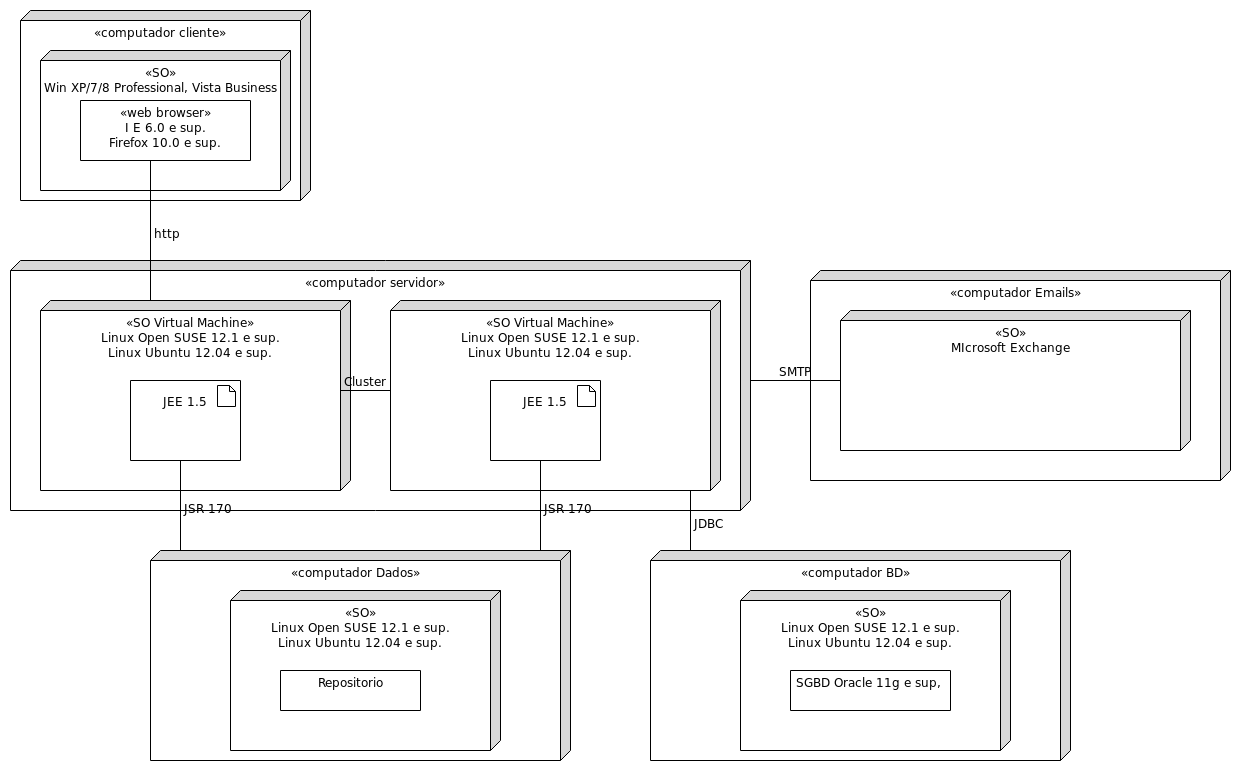 «computador cliente»
«SO»
Win XP/7/8 Professional, Vista Business
«web browser»
I E 6.0 e sup.
Firefox 10.0 e sup.
http
«computador servidor»
«SO Virtual Machine»
Linux Open SUSE 12.1 e sup.
Linux Ubuntu 12.04 e sup.
JEE 1.5
Cluster
«SO Virtual Machine»
Linux Open SUSE 12.1 e sup.
Linux Ubuntu 12.04 e sup.
JEE 1.5
SMTP
«computador Emails»
«SO»
MIcrosoft Exchange
JSR 170
JSR 170
JDBC
«computador Dados»
«SO»
Linux Open SUSE 12.1 e sup.
Linux Ubuntu 12.04 e sup.
Repositorio
«computador BD»
«SO»
Linux Open SUSE 12.1 e sup.
Linux Ubuntu 12.04 e sup.
SGBD Oracle 11g e sup,